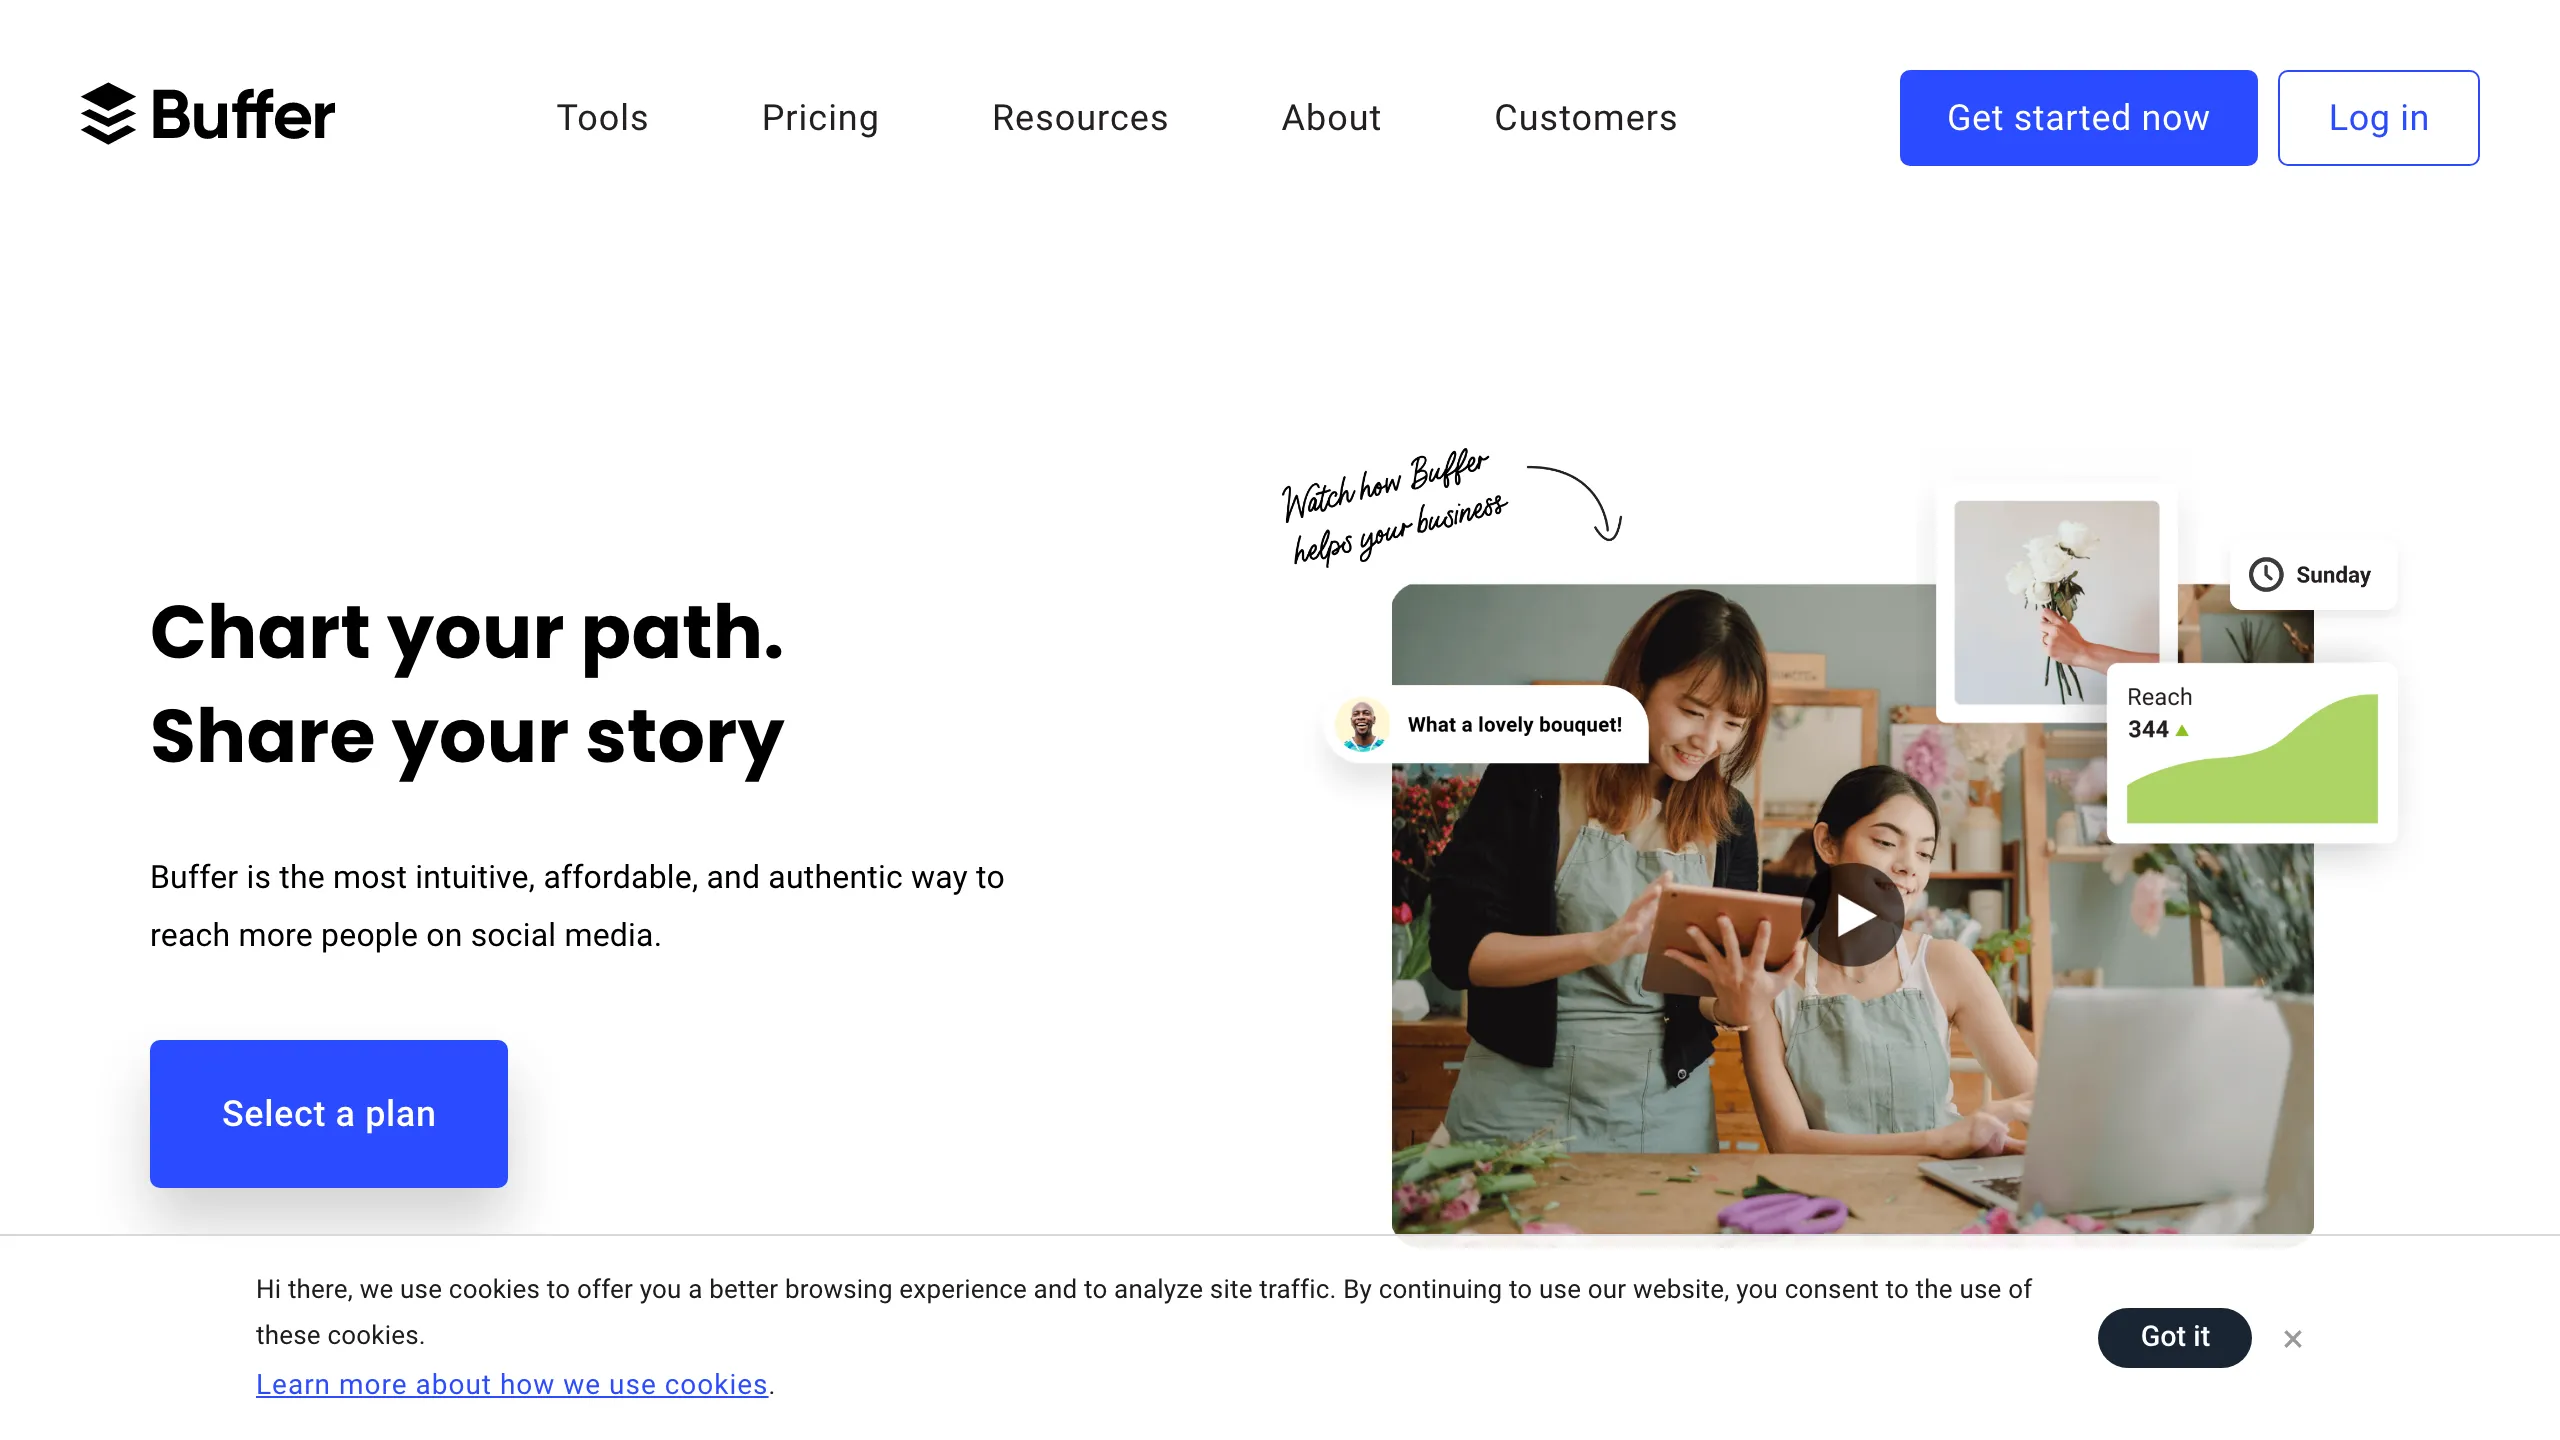 Buffer
Tools
Pricing
Resources
About
Customers
Get started now
Log in
Watch how Buffer
helps your business
Sunday
Chart your path.
Share your story
Reach
344
What a lovely bouquet!
Buffer is the most intuitive, affordable, and authentic way to
reach more people on social media.
Select a plan
Hi there, we use cookies to offer you a better browsing experience and to analyze site traffic. By continuing to use our website, you consent to the use of
these cookies.
Learn more about how we use cookies.
Got it